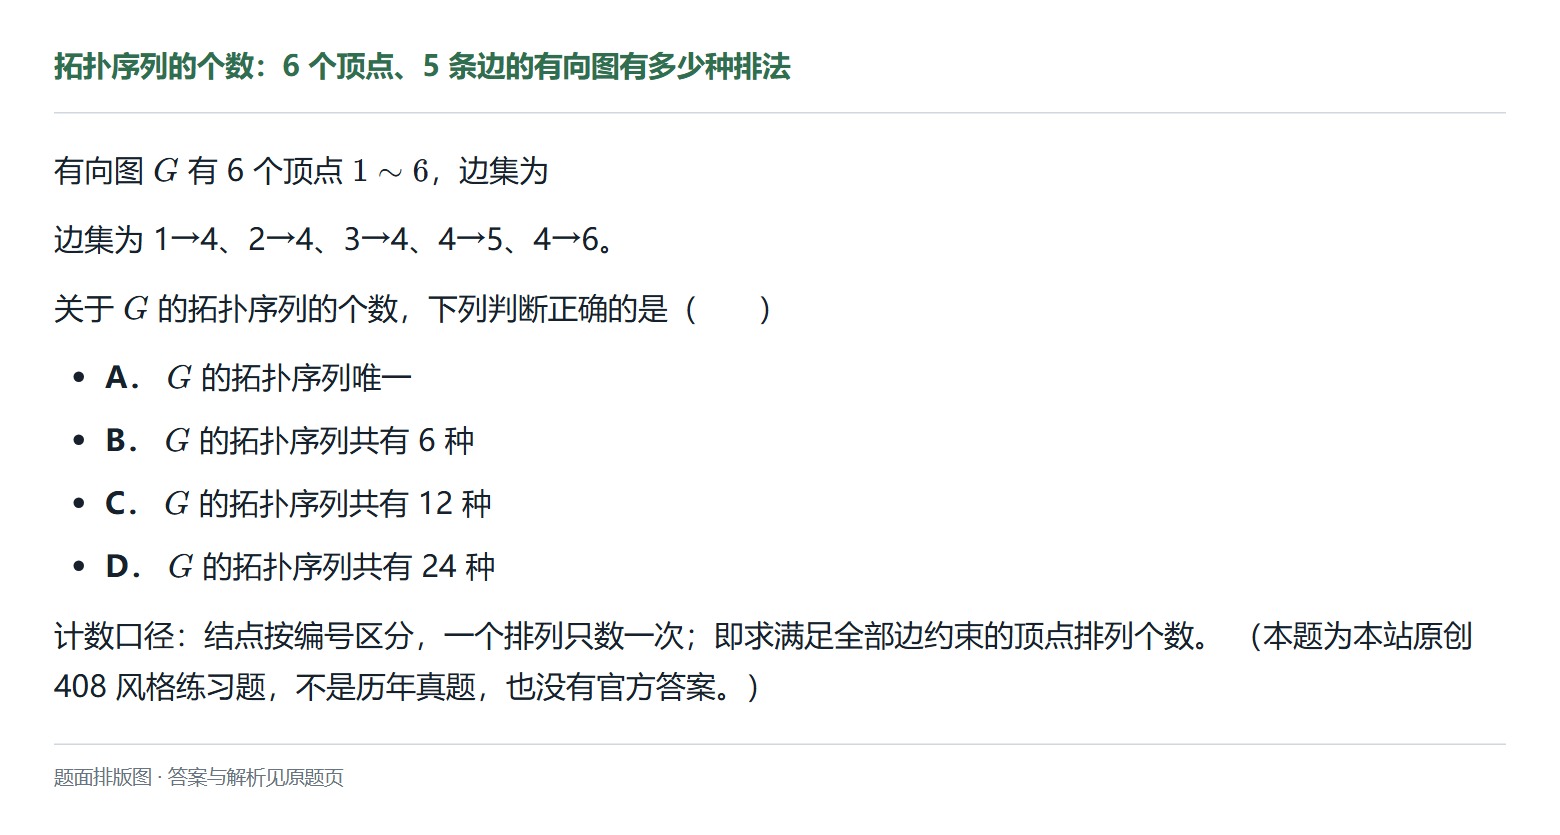 拓扑序列的个数：6 个顶点、5 条边的有向图有多少种排法
有向图 G 有 6 个顶点 1 ∼ 6，边集为
边集为 1→4、2→4、3→4、4→5、4→6。
关于 G 的拓扑序列的个数，下列判断正确的是（　　）
• A． G 的拓扑序列唯一
• B． G 的拓扑序列共有 6 种
• C． G 的拓扑序列共有 12 种
• D． G 的拓扑序列共有 24 种
计数口径：结点按编号区分，一个排列只数一次；即求满足全部边约束的顶点排列个数。 （本题为本站原创
408 风格练习题，不是历年真题，也没有官方答案。）
题面排版图 · 答案与解析见原题页